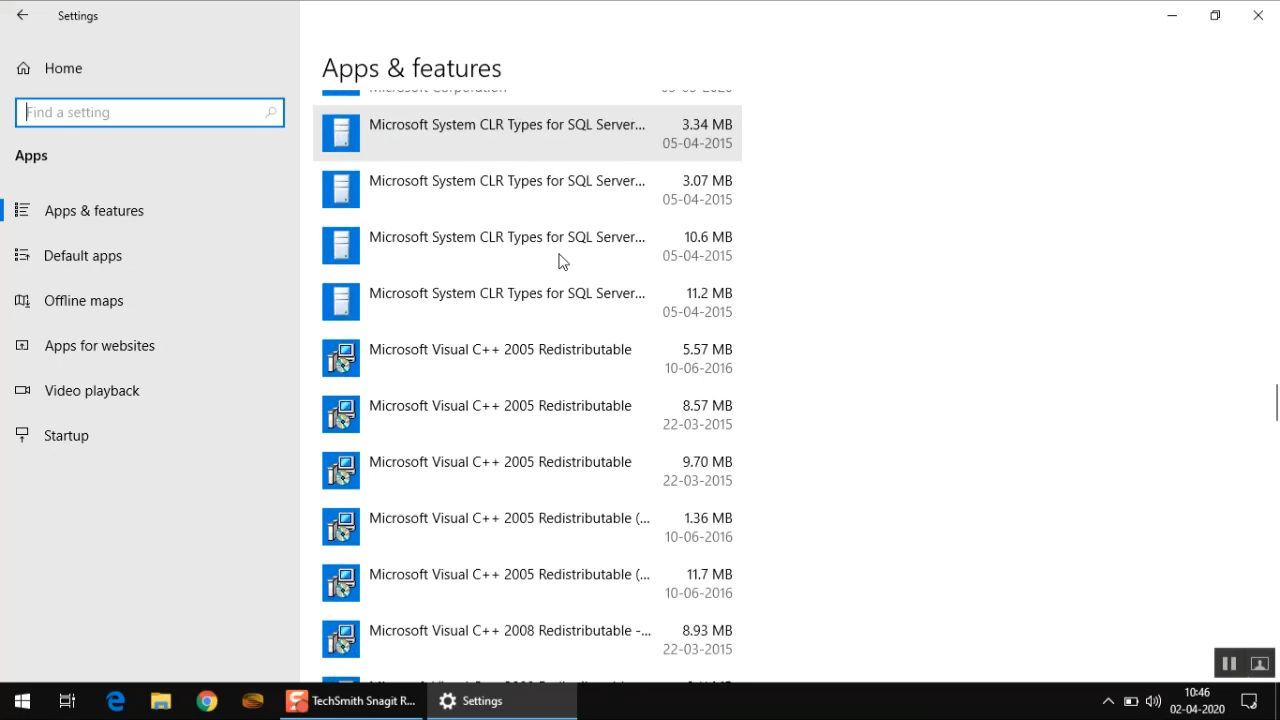 Settings
Home
Find a setting
Apps
Apps & features
Default apps
Offline maps
Apps for websites
Video playback
Startup
Apps & features
Microsoft Corporation
Microsoft System CLR Types for SQL Server... 3.34 MB
05-04-2015
Microsoft System CLR Types for SQL Server... 3.07 MB
05-04-2015
Microsoft System CLR Types for SQL Server... 10.6 MB
05-04-2015
Microsoft System CLR Types for SQL Server... 11.2 MB
05-04-2015
Microsoft Visual C++ 2005 Redistributable 5.57 MB
10-06-2016
Microsoft Visual C++ 2005 Redistributable 8.57 MB
22-03-2015
Microsoft Visual C++ 2005 Redistributable 9.70 MB
22-03-2015
Microsoft Visual C++ 2005 Redistributable (... 1.36 MB
10-06-2016
Microsoft Visual C++ 2005 Redistributable (... 11.7 MB
10-06-2016
Microsoft Visual C++ 2008 Redistributable -... 8.93 MB
22-03-2015
TechSmith Snagit R...
Settings
10:46
02-04-2020